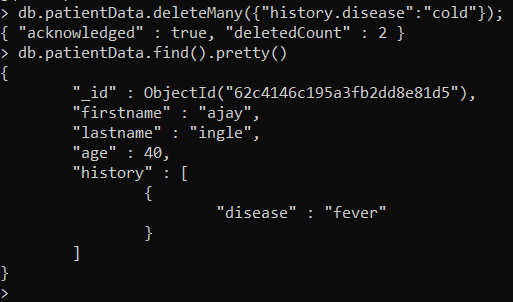 > db.patientData.deleteMany({"history.disease":"cold"});
{ "acknowledged" : true, "deletedCount" : 2 }
> db.patientData.find().pretty()
{
        "_id" : ObjectId("62c4146c195a3fb2dd8e81d5"),
        "firstname" : "ajay",
        "lastname" : "ingle",
        "age" : 40,
        "history" : [
                {
                        "disease" : "fever"
                }
        ]
}
>